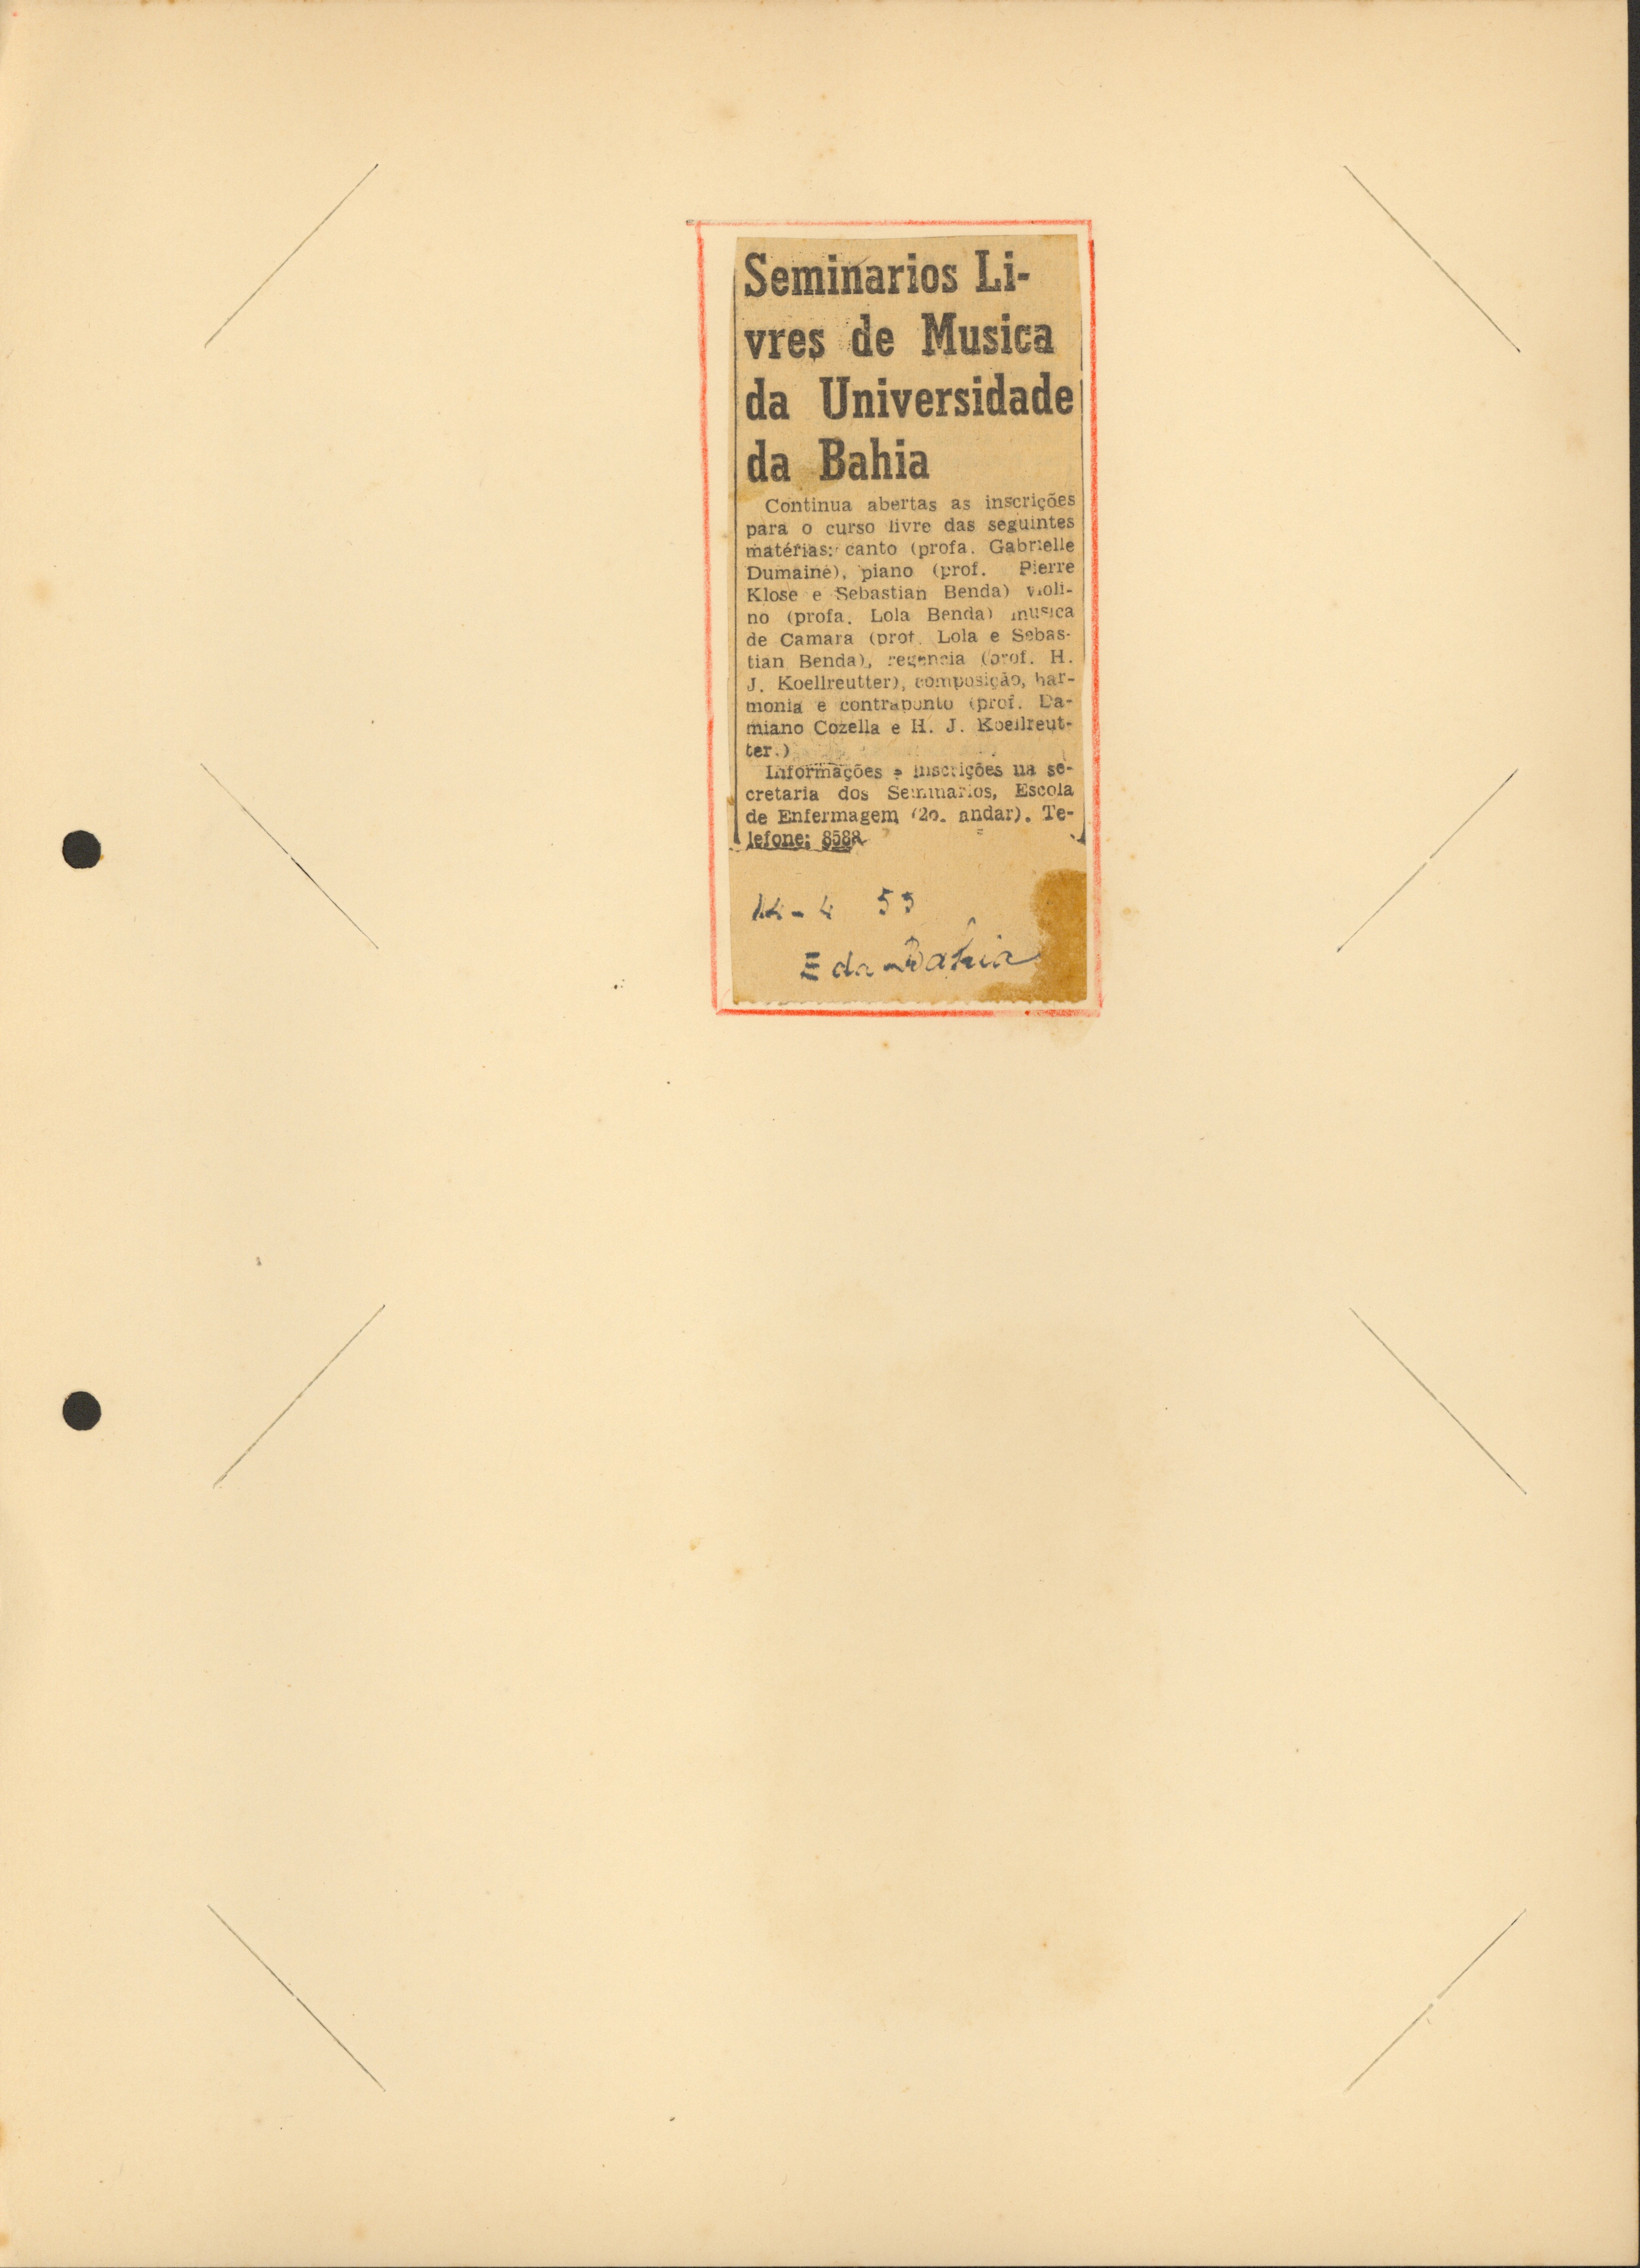 Seminarios Li-
vres de Musica
da Universidade
da Bahia
Continua abertas as inscrições
para o curso livre das seguintes
matérias: canto (profa. Gabrielle
Dumaine), piano (prof. Pierre
Klose e Sebastian Benda) violi-
no (profa. Lola Benda) musica
de Camara (prof. Lola e Sebas-
tian Benda), regencia (prof. H.
J. Koellreutter), composição, har-
monia e contraponto (prof. Da-
miano Cozella e H. J. Koellreut-
ter.)
Informações e inscrições na se-
cretaria dos Seminarios, Escola
de Enfermagem (2o. andar). Te-
lefone:
4
E da Bahia